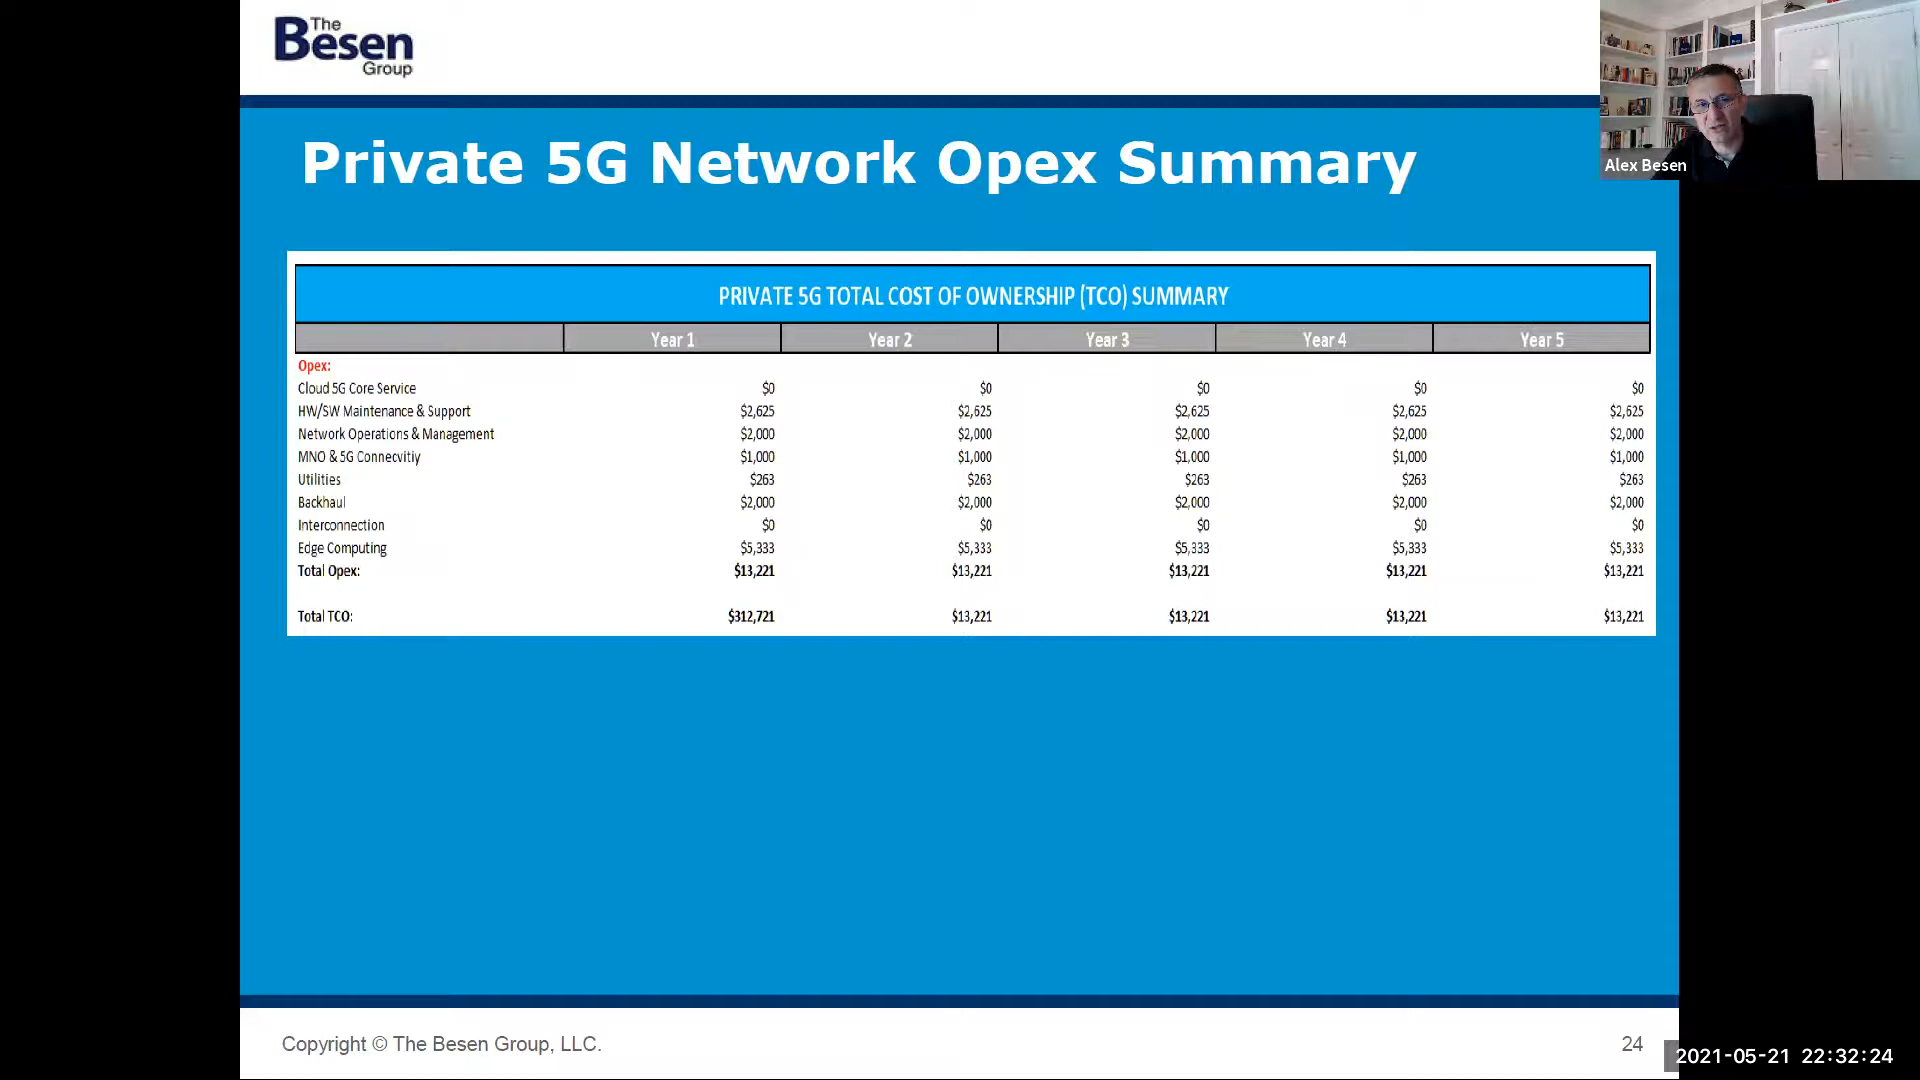 The
Besen
Group
Private 5G Network Opex Summary
Alex Besen
PRIVATE 5G TOTAL COST OF OWNERSHIP (TCO) SUMMARY
Year 1 Year 2 Year 3 Year 4 Year 5
Opex:
Cloud 5G Core Service $0 $0 $0 $0 $0
HW/SW Maintenance & Support $2,625 $2,625 $2,625 $2,625 $2,625
Network Operations & Management $2,000 $2,000 $2,000 $2,000 $2,000
MNO & 5G Connecvitiy $1,000 $1,000 $1,000 $1,000 $1,000
Utilities $263 $263 $263 $263 $263
Backhaul $2,000 $2,000 $2,000 $2,000 $2,000
Interconnection $0 $0 $0 $0 $0
Edge Computing $5,333 $5,333 $5,333 $5,333 $5,333
Total Opex: $13,221 $13,221 $13,221 $13,221 $13,221
Total TCO: $312,721 $13,221 $13,221 $13,221 $13,221
Copyright © The Besen Group, LLC.
24
2021-05-21 22:32:24